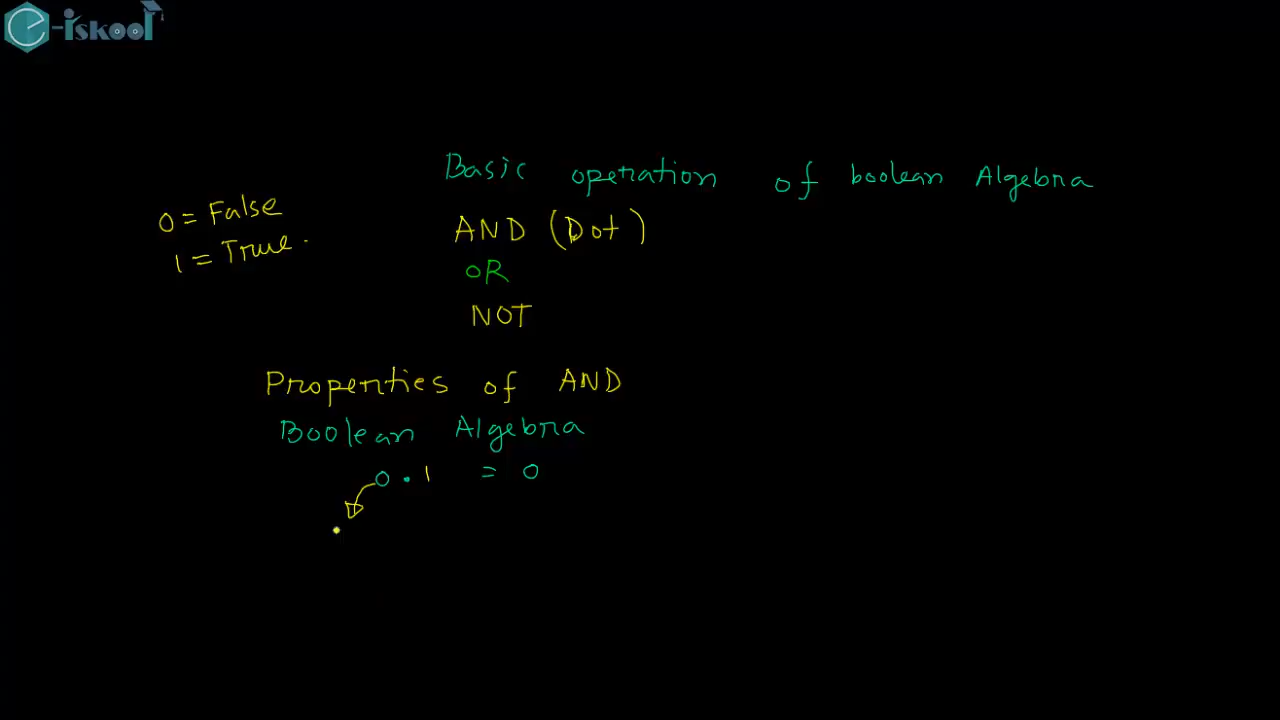 e-iskool
Basic operation of boolean Algebra
0 = False
AND (Dot)
1 = True.
OR
NOT
Properties of AND
Boolean Algebra
0 . 1 = 0